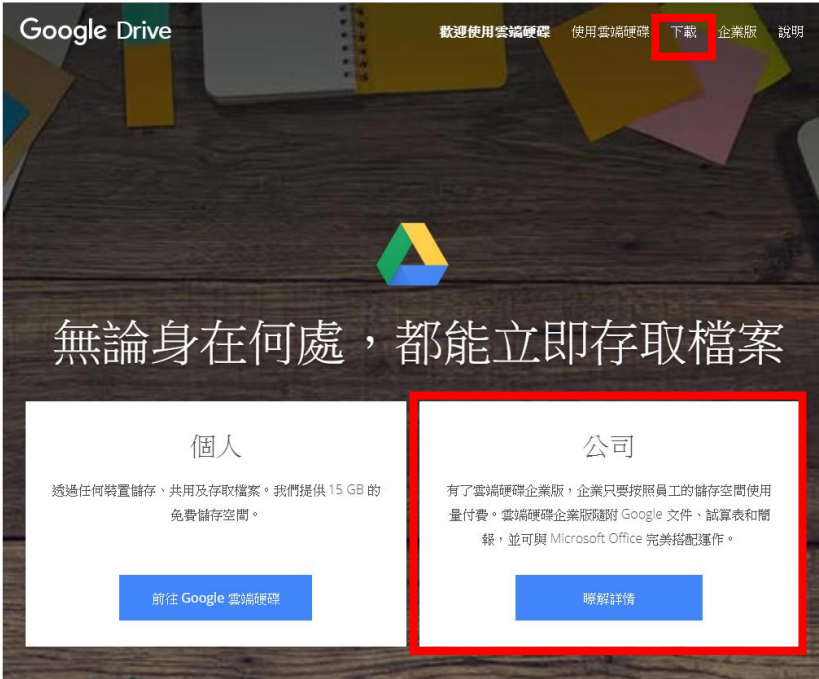 Google Drive
歡迎使用雲端硬碟 使用雲端硬碟 下載 企業版 說明
無論身在何處，都能立即存取檔案
個人
透過任何裝置儲存、共用及存取檔案。我們提供 15 GB 的
免費儲存空間。
前往 Google 雲端硬碟
公司
有了雲端硬碟企業版，企業只要按照員工的儲存空間使用
量付費。雲端硬碟企業版隨附 Google 文件、試算表和簡
報，並可與 Microsoft Office 完美搭配運作。
瞭解詳情